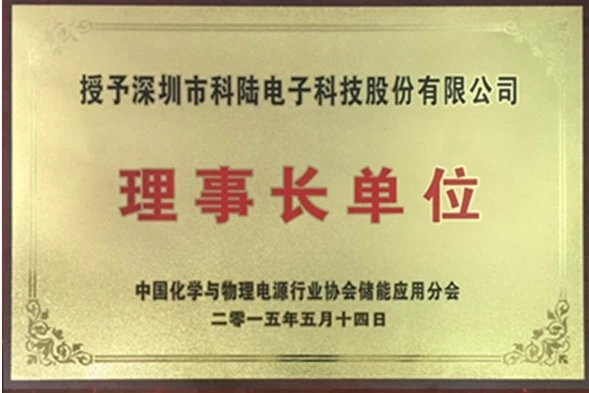 授予深圳市科陆电子科技股份有限公司
理事长单位
中国化学与物理电源行业协会储能应用分会
二零一五年五月十四日